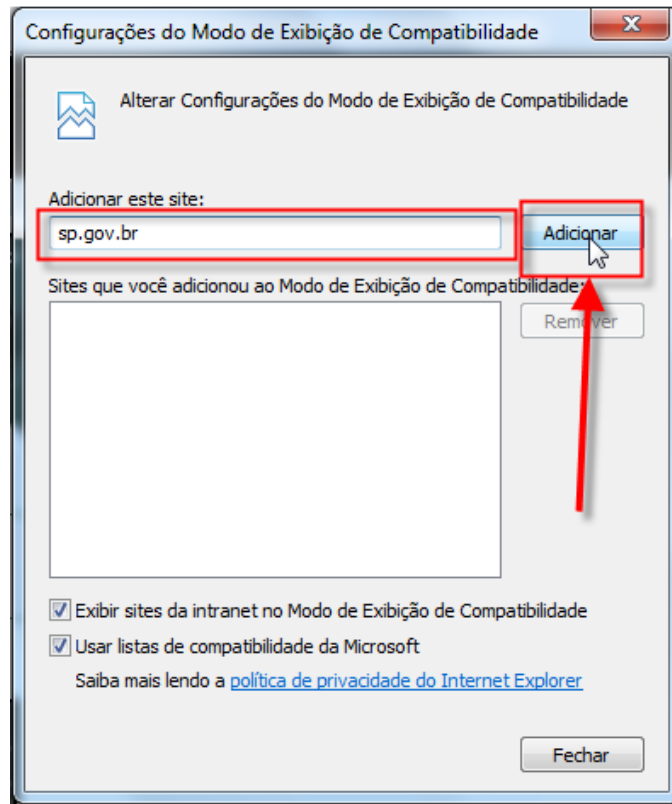 Configurações do Modo de Exibição de Compatibilidade
Alterar Configurações do Modo de Exibição de Compatibilidade
Adicionar este site:
sp.gov.br
Adicionar
Sites que você adicionou ao Modo de Exibição de Compatibilidade:
Remover
Exibir sites da intranet no Modo de Exibição de Compatibilidade
Usar listas de compatibilidade da Microsoft
Saiba mais lendo a política de privacidade do Internet Explorer
Fechar